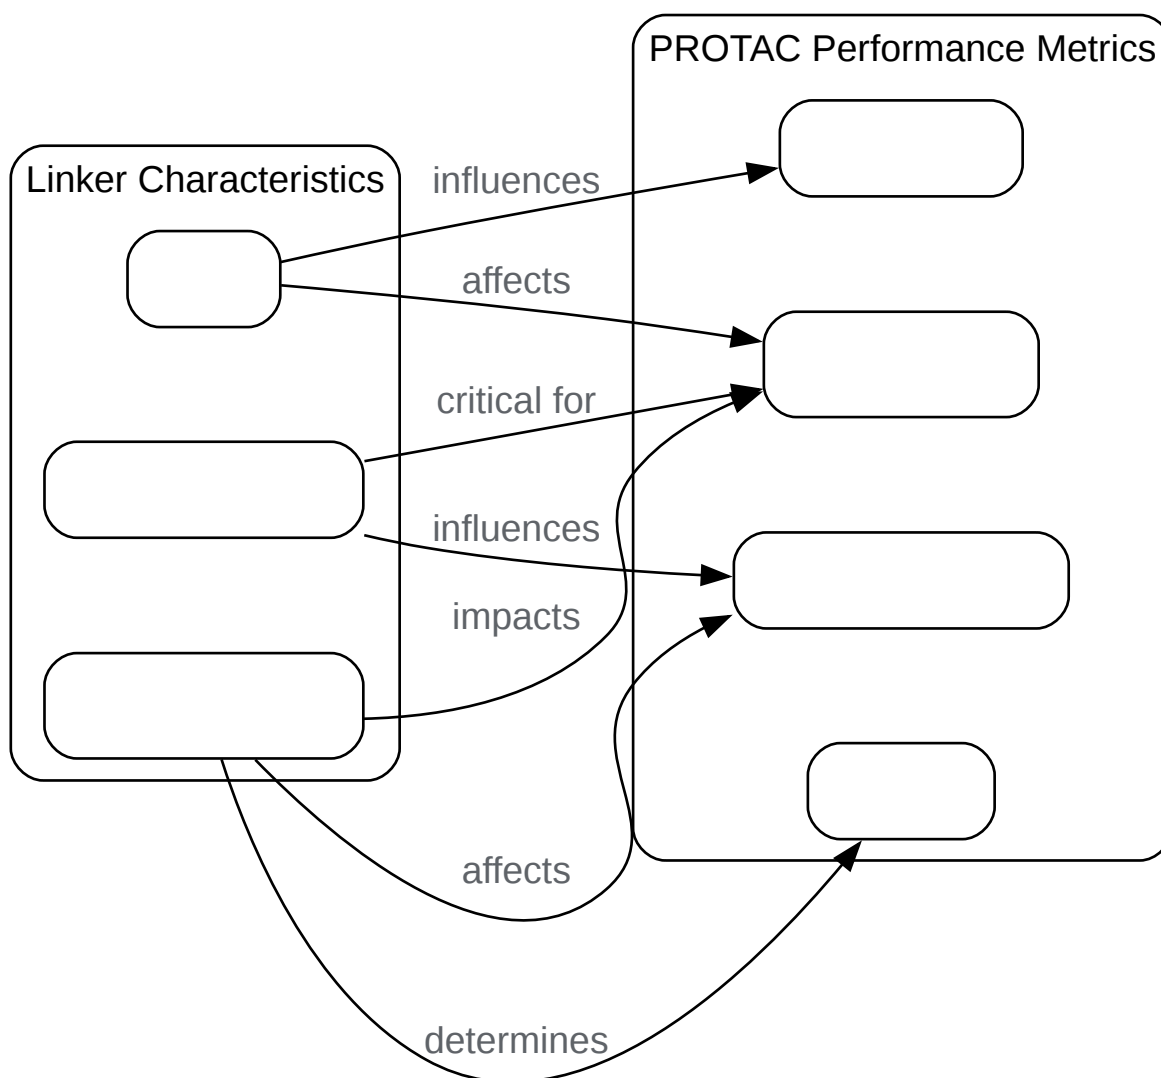 PROTAC Performance Metrics
Linker Characteristics
influences
affects
critical for
influences
impacts
affects
determines